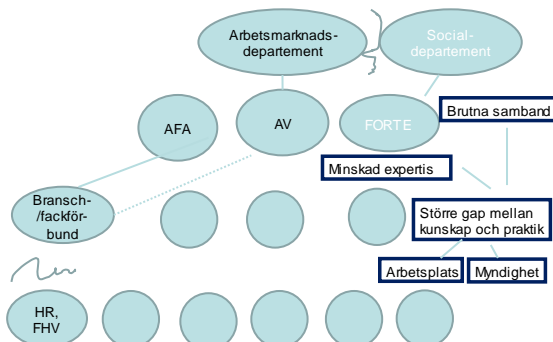 Arbetsmarknads-
departement
Social-
departement
AFA
AV
FORTE
Brutna samband
Minskad expertis
Bransch-
/fackför-
bund
Större gap mellan
kunskap och praktik
Arbetsplats
Myndighet
HR,
FHV